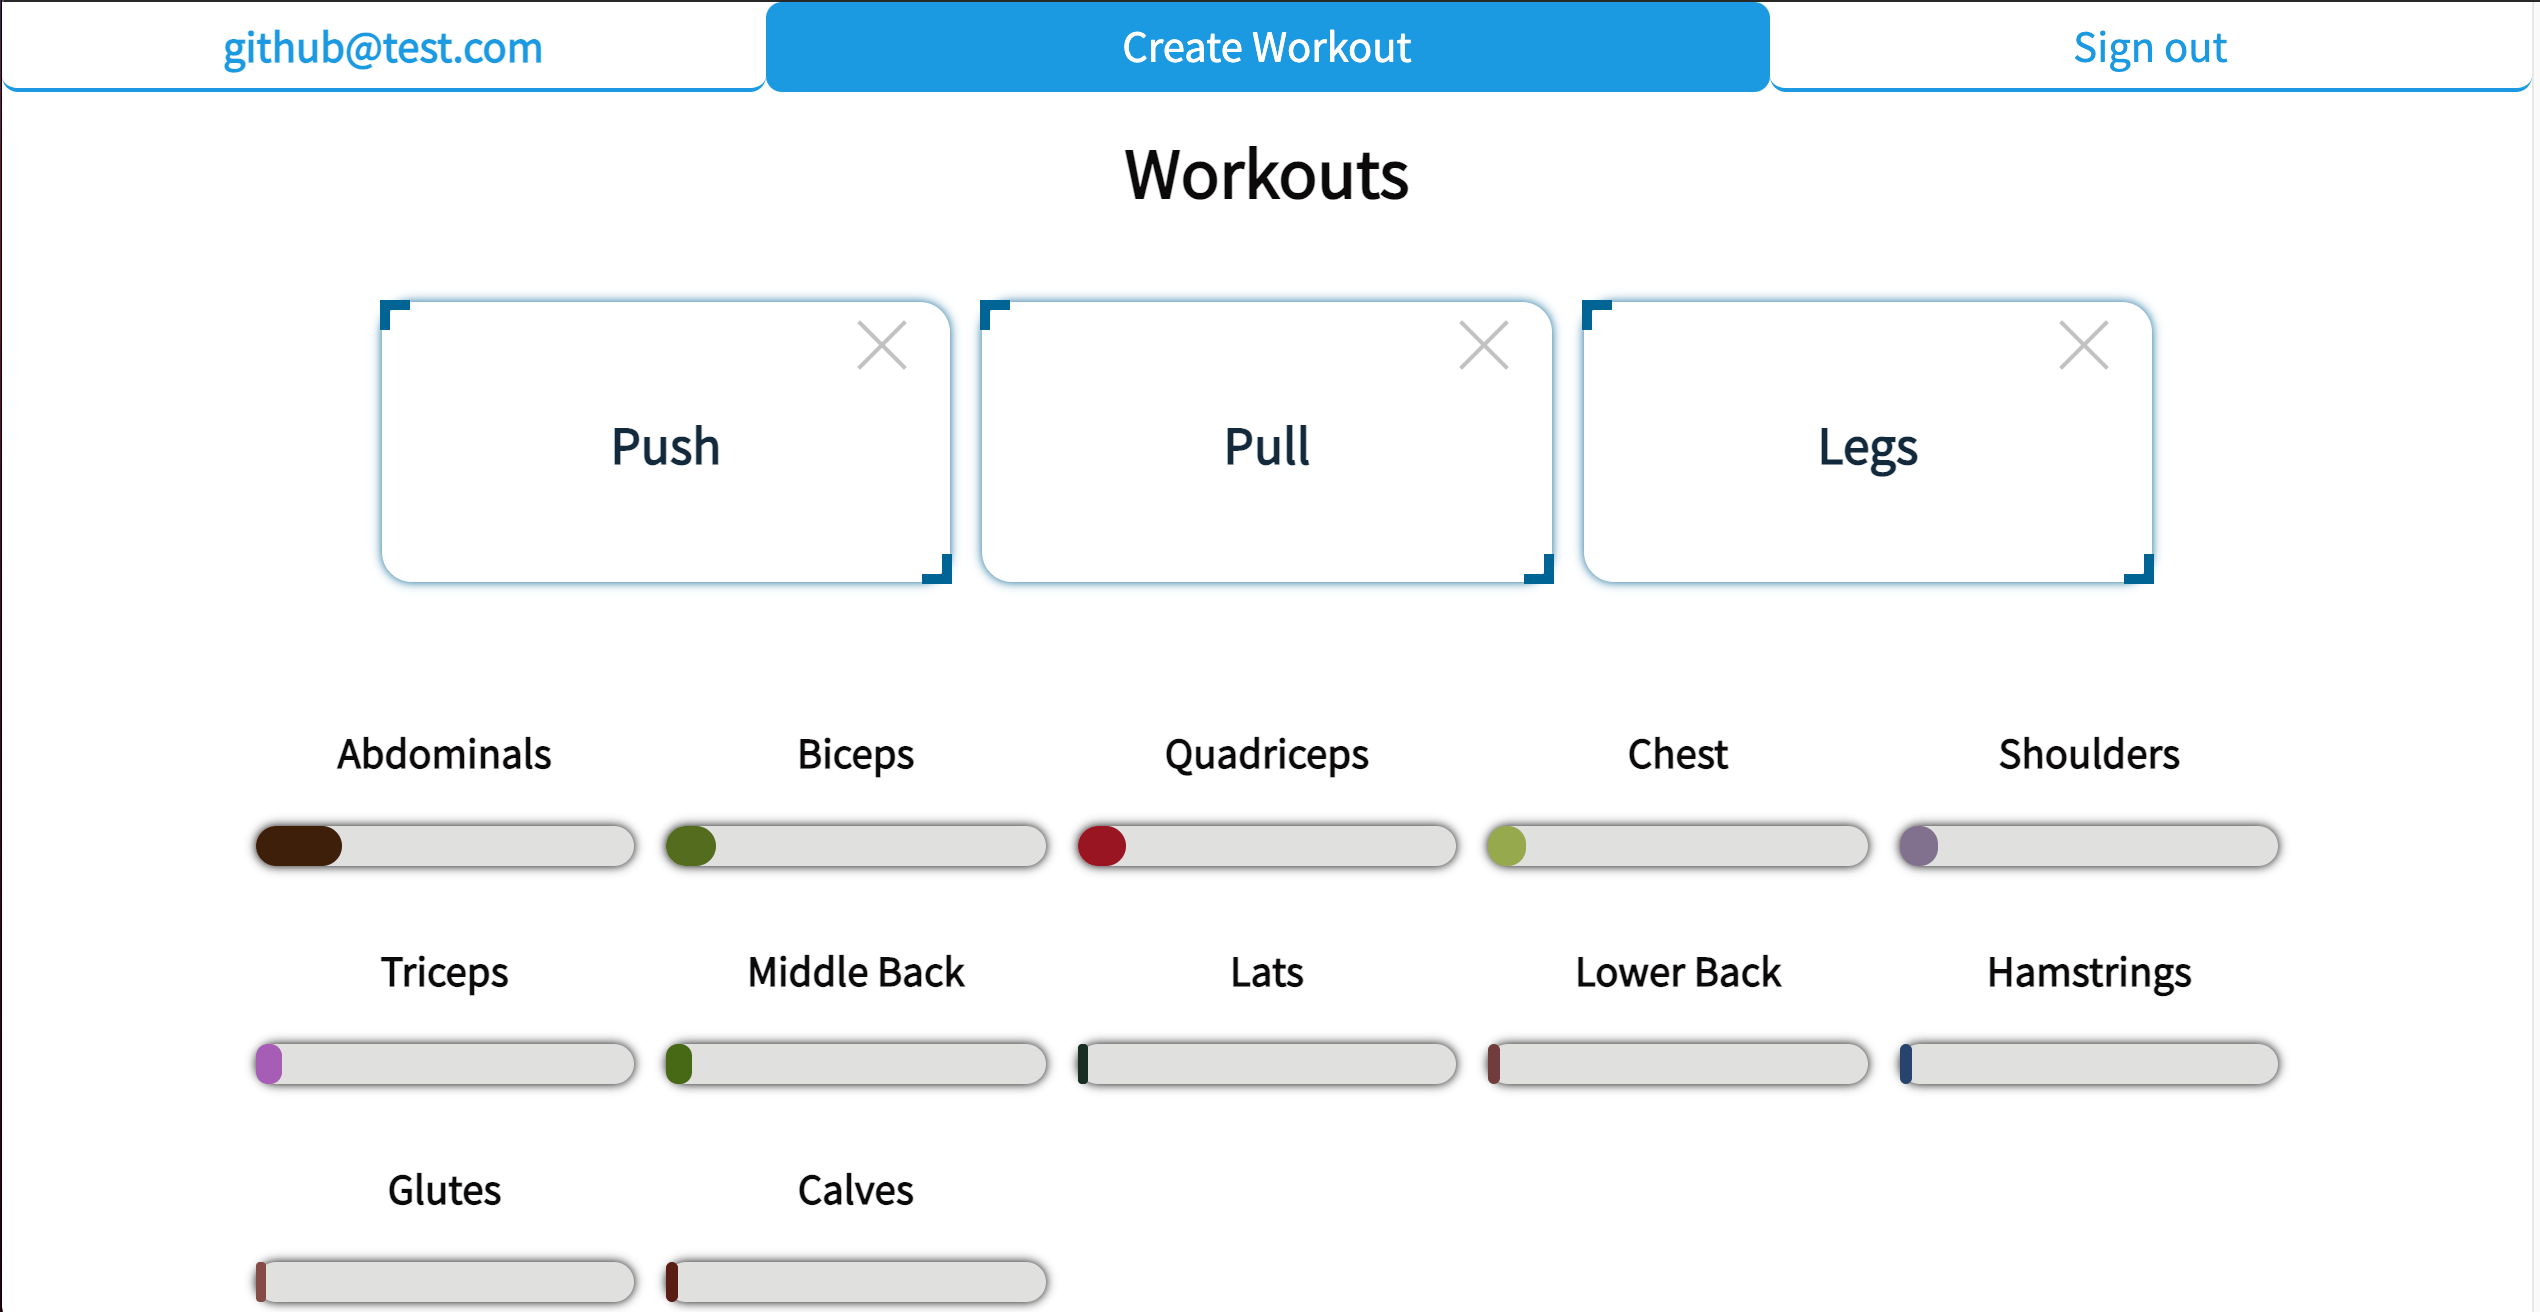 github@test.com Create Workout Sign out
Workouts
Push Pull Legs
Abdominals Biceps Quadriceps Chest Shoulders
Triceps Middle Back Lats Lower Back Hamstrings
Glutes Calves